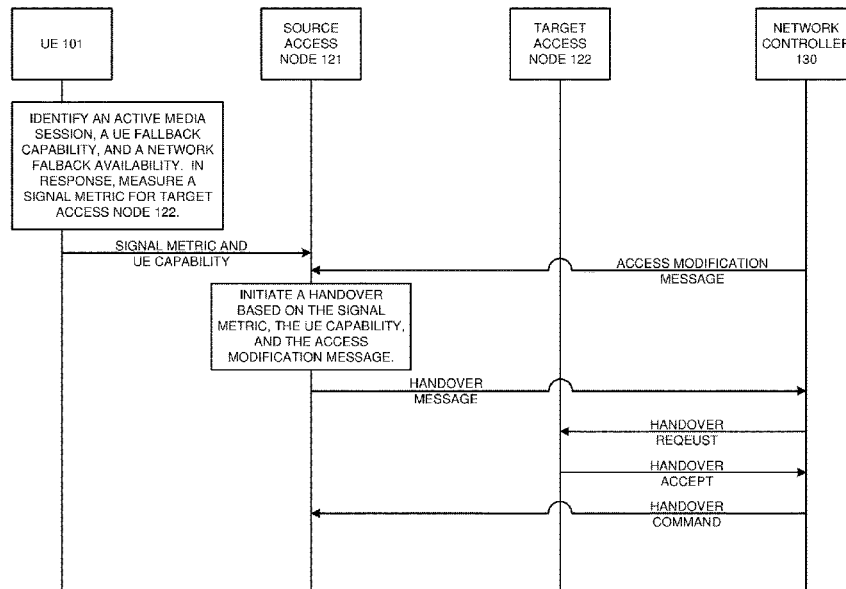 UE 101
SOURCE
ACCESS
NODE 121
TARGET
ACCESS
NODE 122
NETWORK
CONTROLLER
130
IDENTIFY AN ACTIVE MEDIA
SESSION, A UE FALLBACK
CAPABILITY, AND A NETWORK
FALBACK AVAILABILITY. IN
RESPONSE, MEASURE A
SIGNAL METRIC FOR TARGET
ACCESS NODE 122.
SIGNAL METRIC AND
UE CAPABILITY
ACCESS MODIFICATION
MESSAGE
INITIATE A HANDOVER
BASED ON THE SIGNAL
METRIC, THE UE CAPABILITY,
AND THE ACCESS
MODIFICATION MESSAGE.
HANDOVER
MESSAGE
HANDOVER
REQEUST
HANDOVER
ACCEPT
HANDOVER
COMMAND